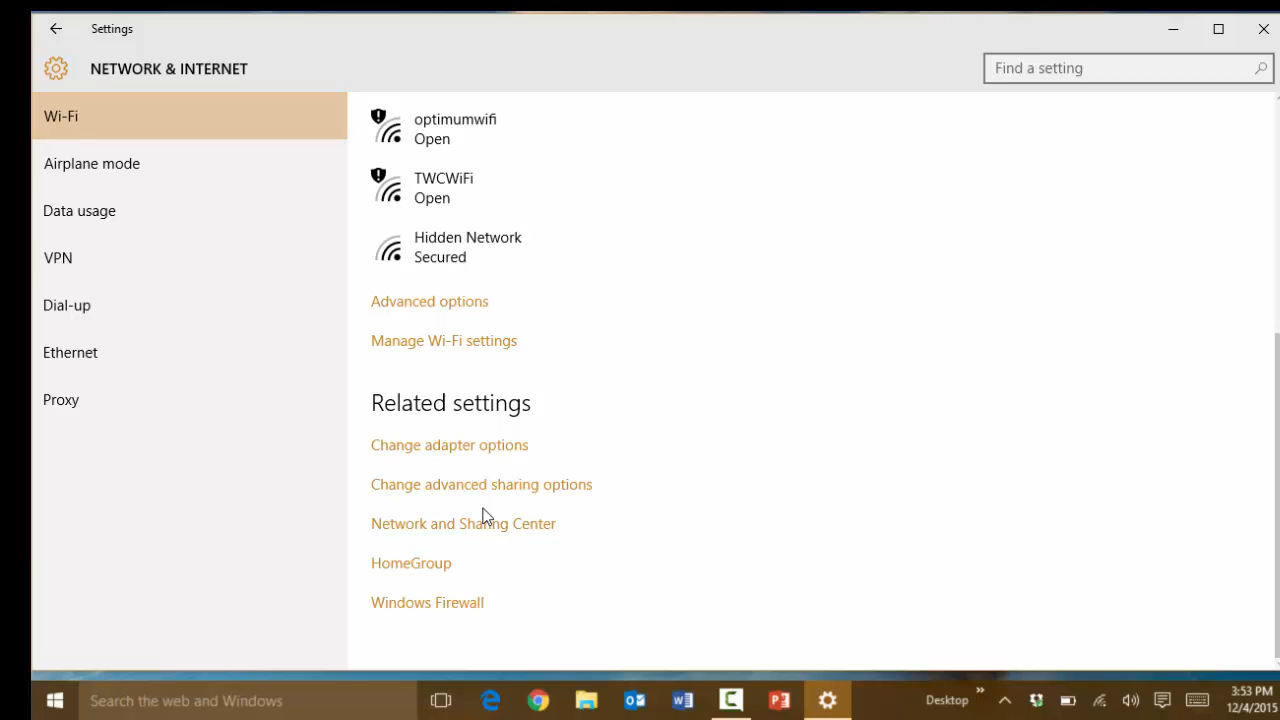 Settings
NETWORK & INTERNET
Find a setting
Wi-Fi
Airplane mode
Data usage
VPN
Dial-up
Ethernet
Proxy
optimumwifi
Open
TWCWiFi
Open
Hidden Network
Secured
Advanced options
Manage Wi-Fi settings
Related settings
Change adapter options
Change advanced sharing options
Network and Sharing Center
HomeGroup
Windows Firewall
Search the web and Windows
Desktop
3:53 PM
12/4/2015